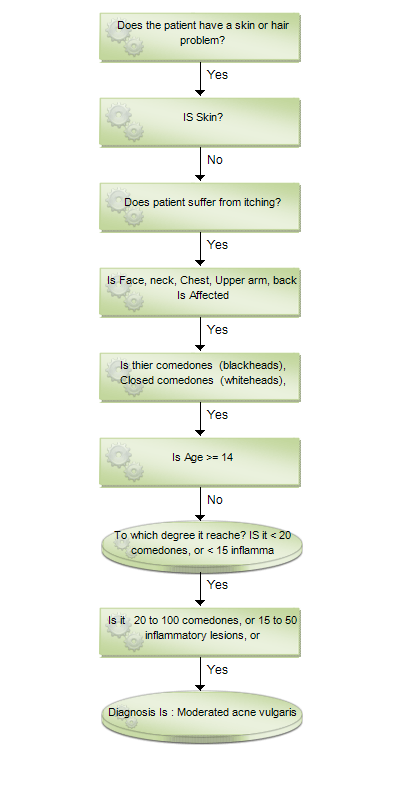 Does the patient have a skin or hair
problem?
Yes
IS Skin?
No
Does patient suffer from itching?
Yes
Is Face, neck, Chest, Upper arm, back
Is Affected
Yes
Is thier comedones (blackheads),
Closed comedones (whiteheads),
Yes
Is Age >= 14
No
To which degree it reache? IS it < 20
comedones, or < 15 inflamma
Yes
Is it 20 to 100 comedones, or 15 to 50
inflammatory lesions, or
Yes
Diagnosis Is : Moderated acne vulgaris